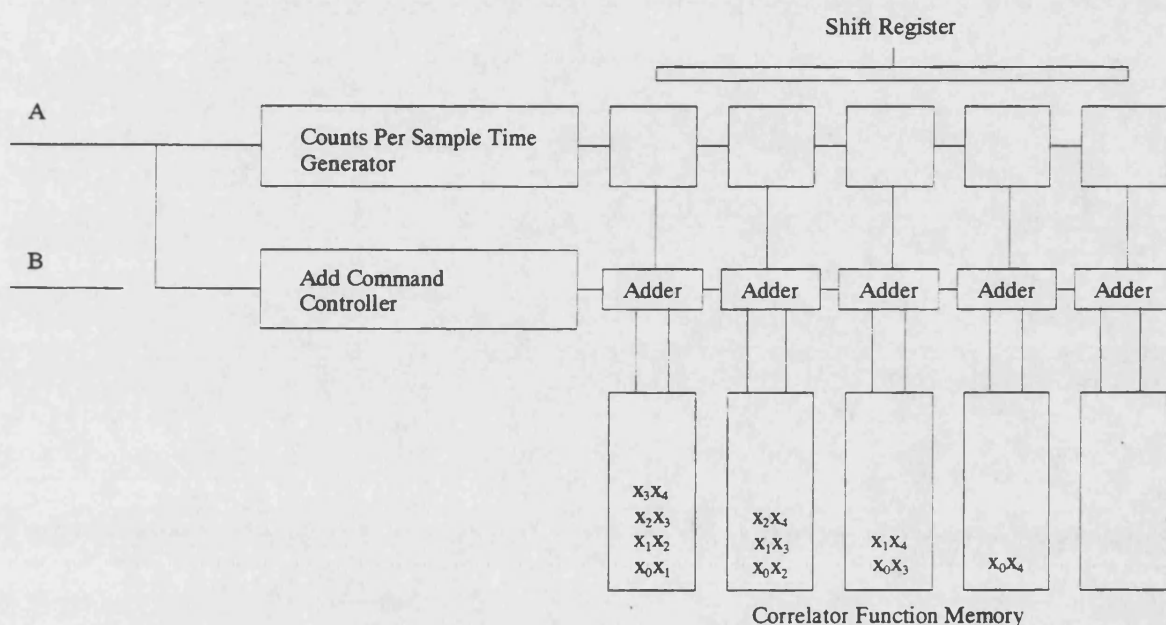 Shift Register
A
Counts Per Sample Time
Generator
B
Add Command
Controller
Adder
Adder
Adder
Adder
Adder
x₃x₄
x₂x₃
x₁x₂
x₀x₁
x₂x₄
x₁x₃
x₀x₂
x₁x₄
x₀x₃
x₀x₄
Correlator Function Memory